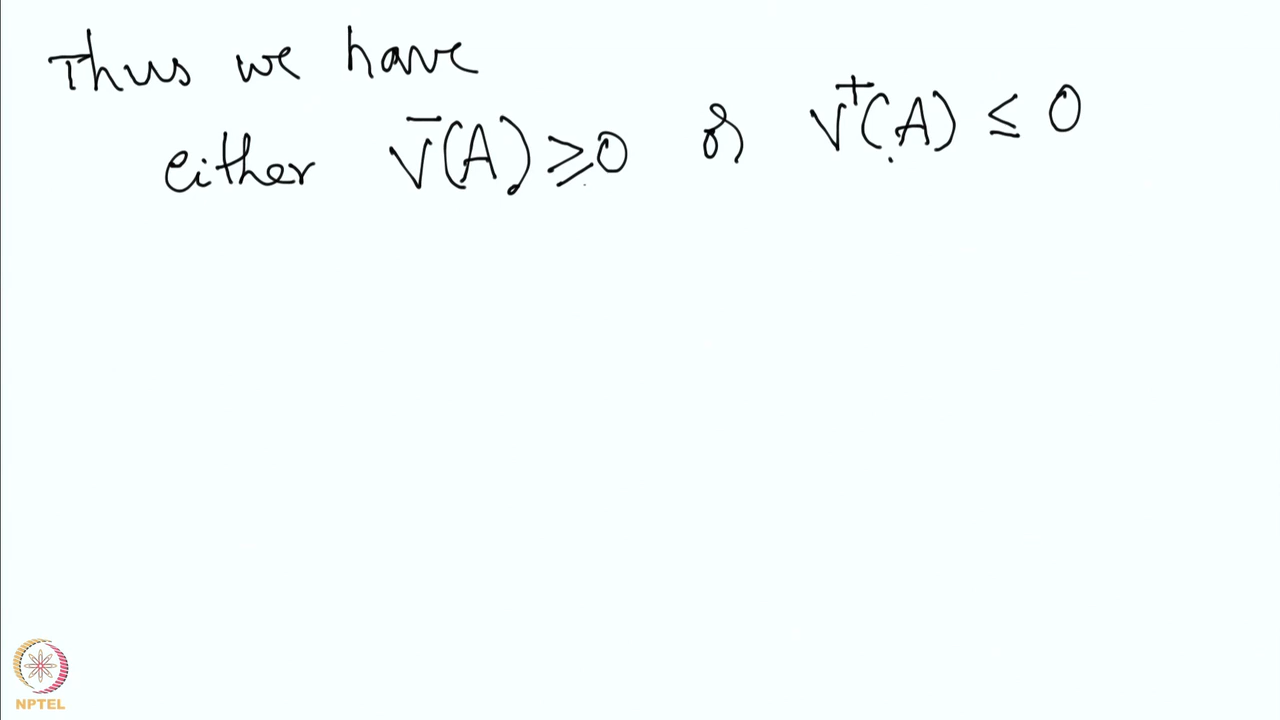 Thus we have
either V⁻(A) ≥ 0 or V⁺(A) ≤ 0
NPTEL